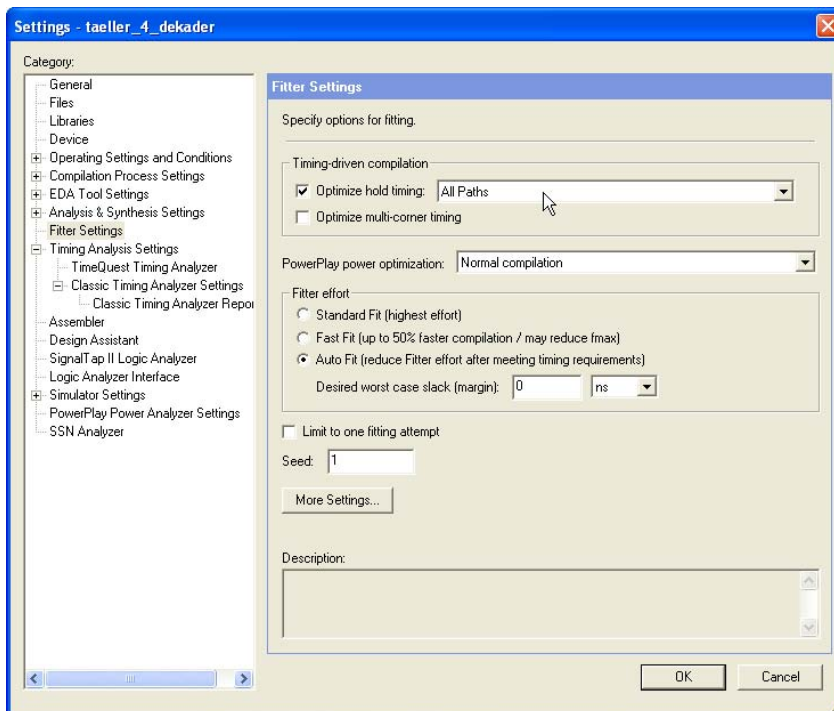 Settings - taeller_4_dekader
Category:
General
Files
Libraries
Device
Operating Settings and Conditions
Compilation Process Settings
EDA Tool Settings
Analysis & Synthesis Settings
Fitter Settings
Timing Analysis Settings
TimeQuest Timing Analyzer
Classic Timing Analyzer Settings
Classic Timing Analyzer Repor
Assembler
Design Assistant
SignalTap II Logic Analyzer
Logic Analyzer Interface
Simulator Settings
PowerPlay Power Analyzer Settings
SSN Analyzer
Fitter Settings
Specify options for fitting.
Timing-driven compilation
Optimize hold timing: All Paths
Optimize multi-corner timing
PowerPlay power optimization: Normal compilation
Fitter effort
Standard Fit (highest effort)
Fast Fit (up to 50% faster compilation / may reduce fmax)
Auto Fit (reduce Fitter effort after meeting timing requirements)
Desired worst case slack (margin): 0 ns
Limit to one fitting attempt
Seed: 1
More Settings...
Description:
OK Cancel